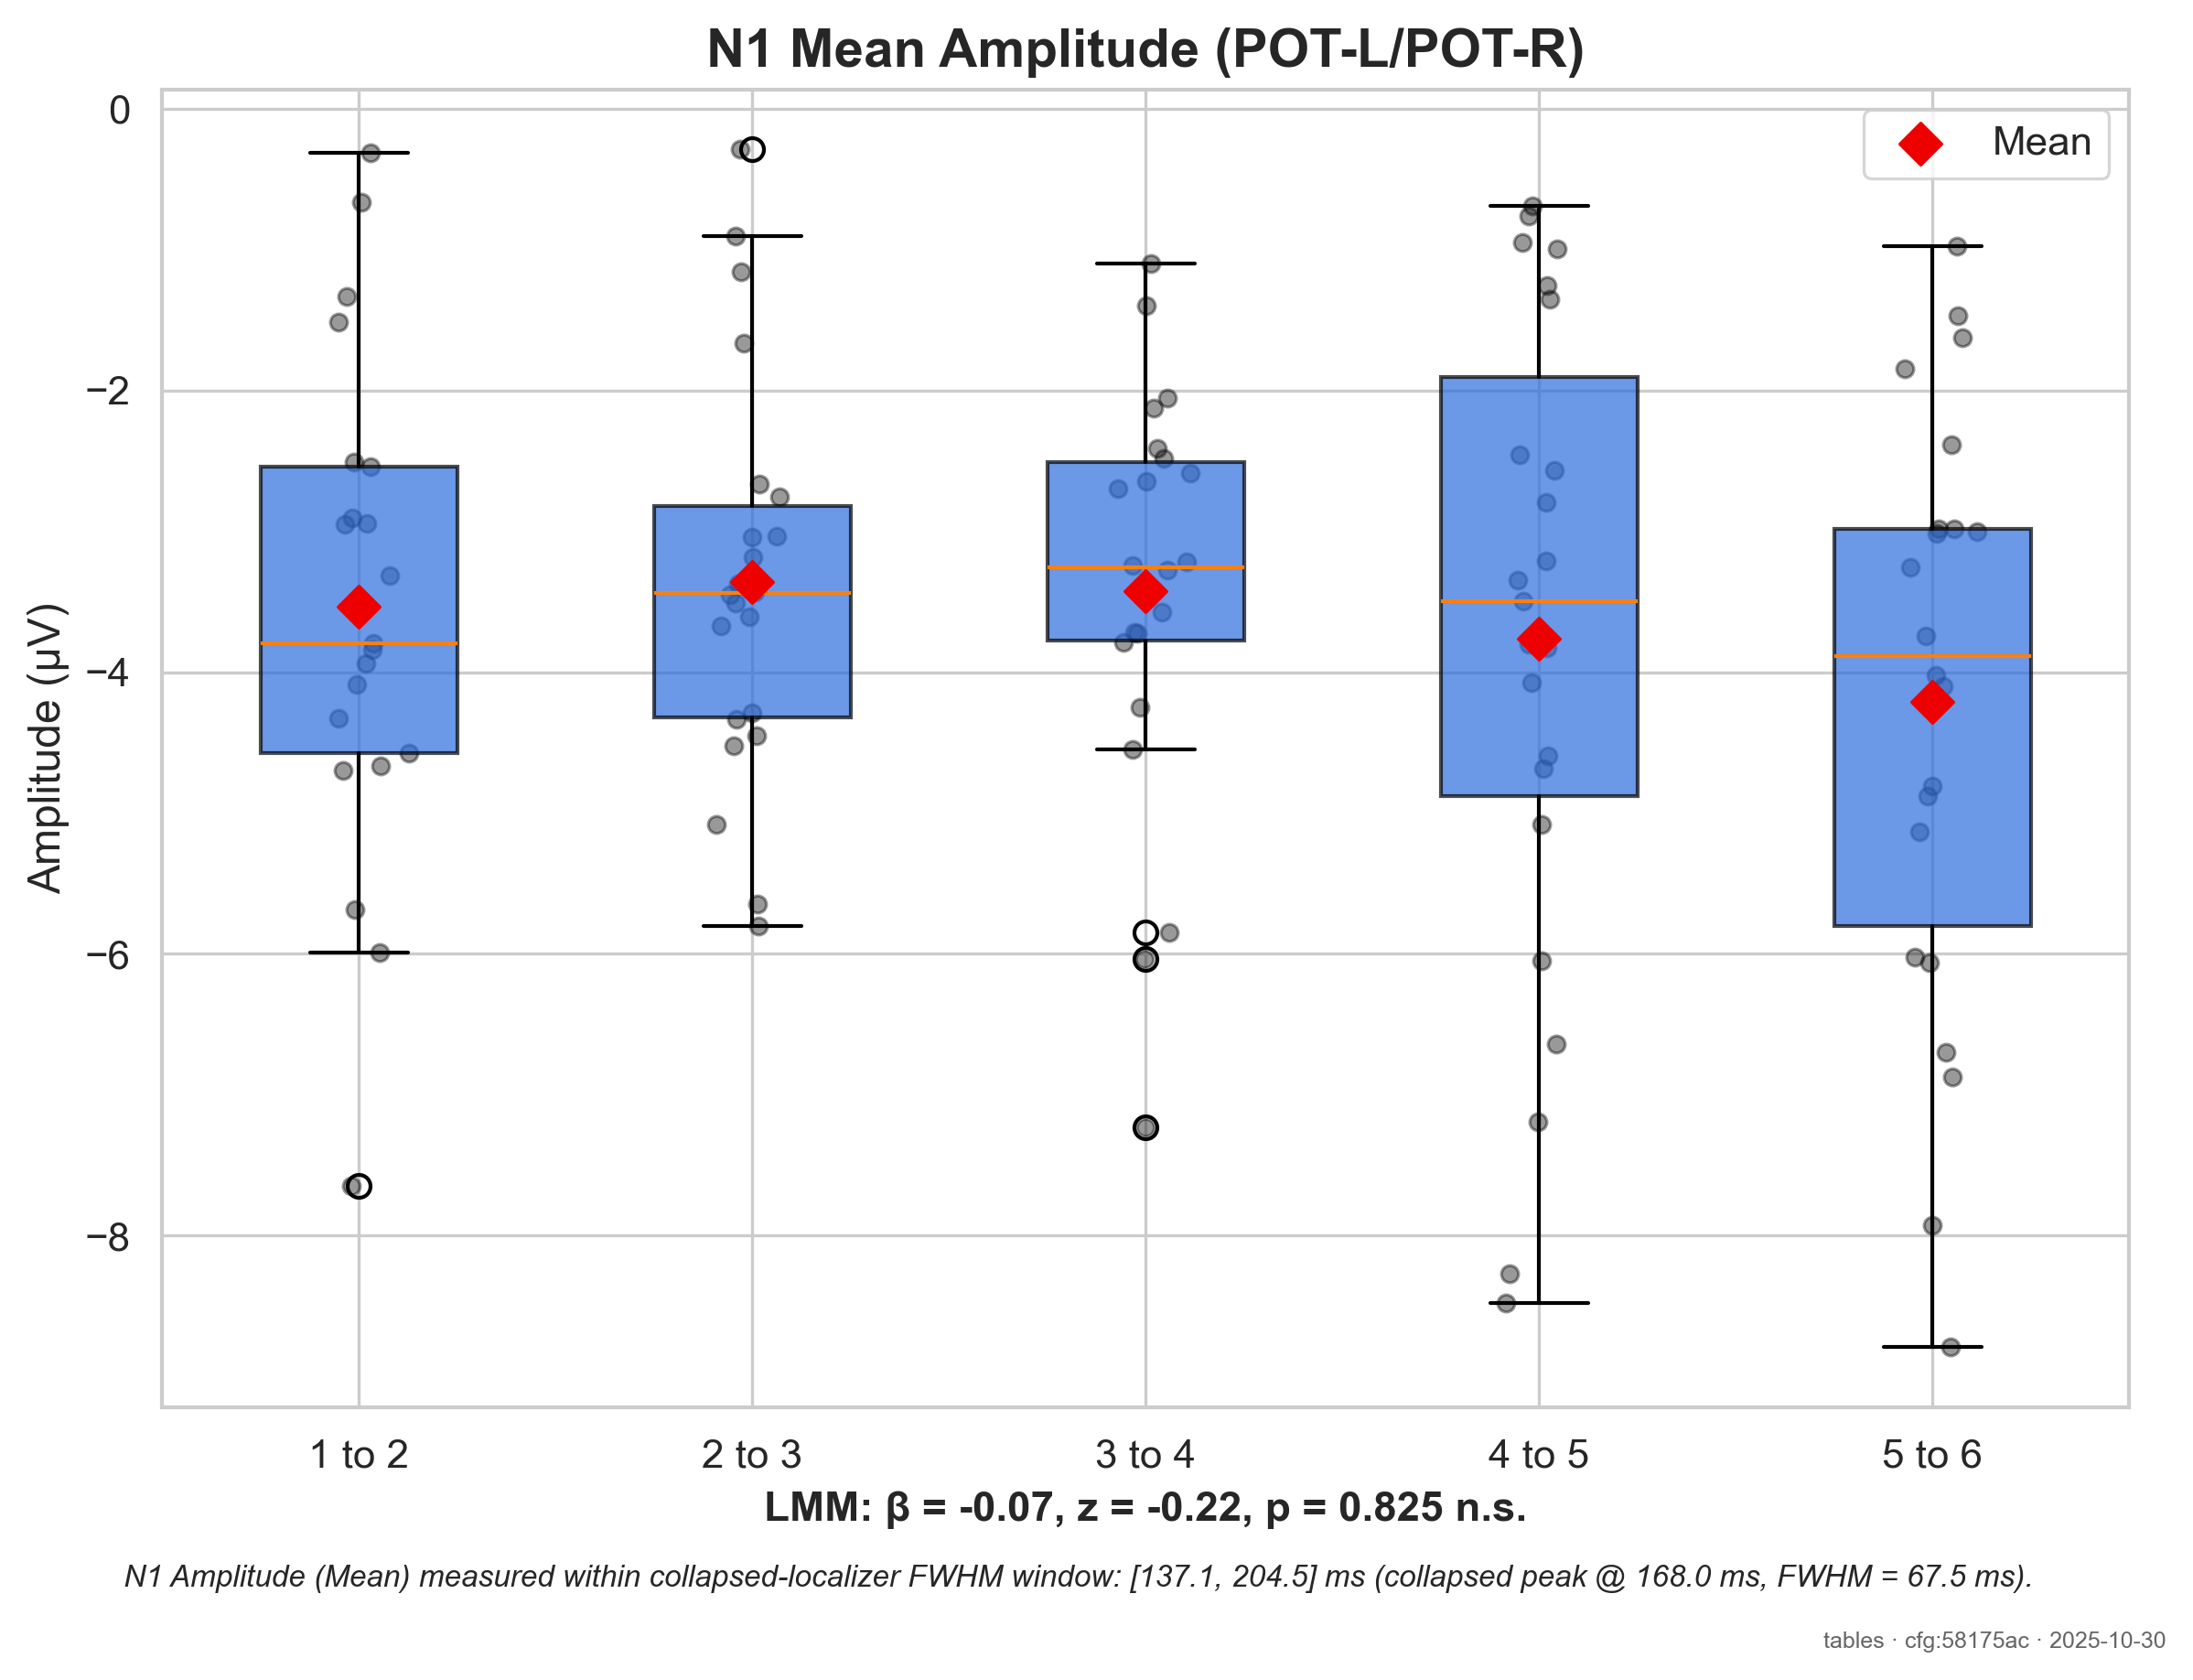 N1 Mean Amplitude (POT-L/POT-R)
Mean
Amplitude (µV)
0
−2
−4
−6
−8
1 to 2
2 to 3
3 to 4
4 to 5
5 to 6
LMM: β = -0.07, z = -0.22, p = 0.825 n.s.
N1 Amplitude (Mean) measured within collapsed-localizer FWHM window: [137.1, 204.5] ms (collapsed peak @ 168.0 ms, FWHM = 67.5 ms).
tables · cfg:58175ac · 2025-10-30